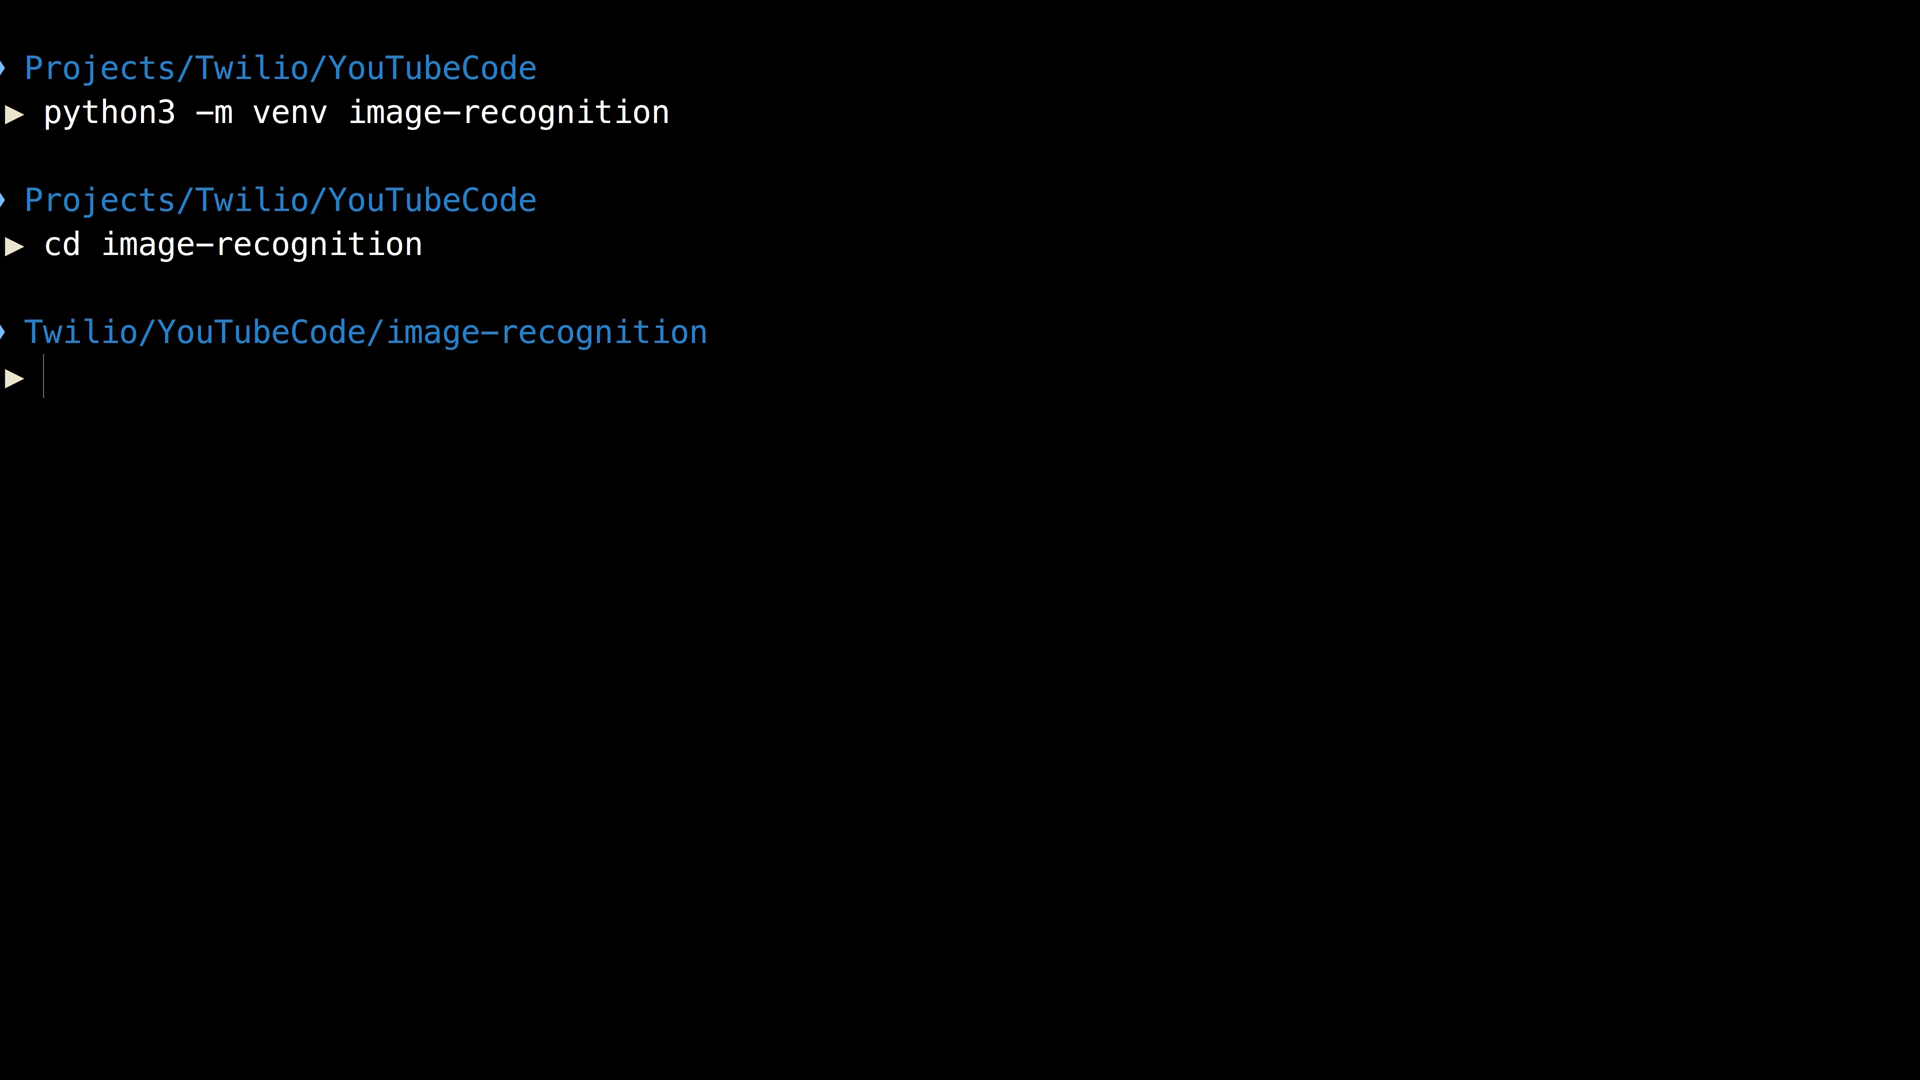 Projects/Twilio/YouTubeCode
▶ python3 -m venv image-recognition
Projects/Twilio/YouTubeCode
▶ cd image-recognition
Twilio/YouTubeCode/image-recognition
▶